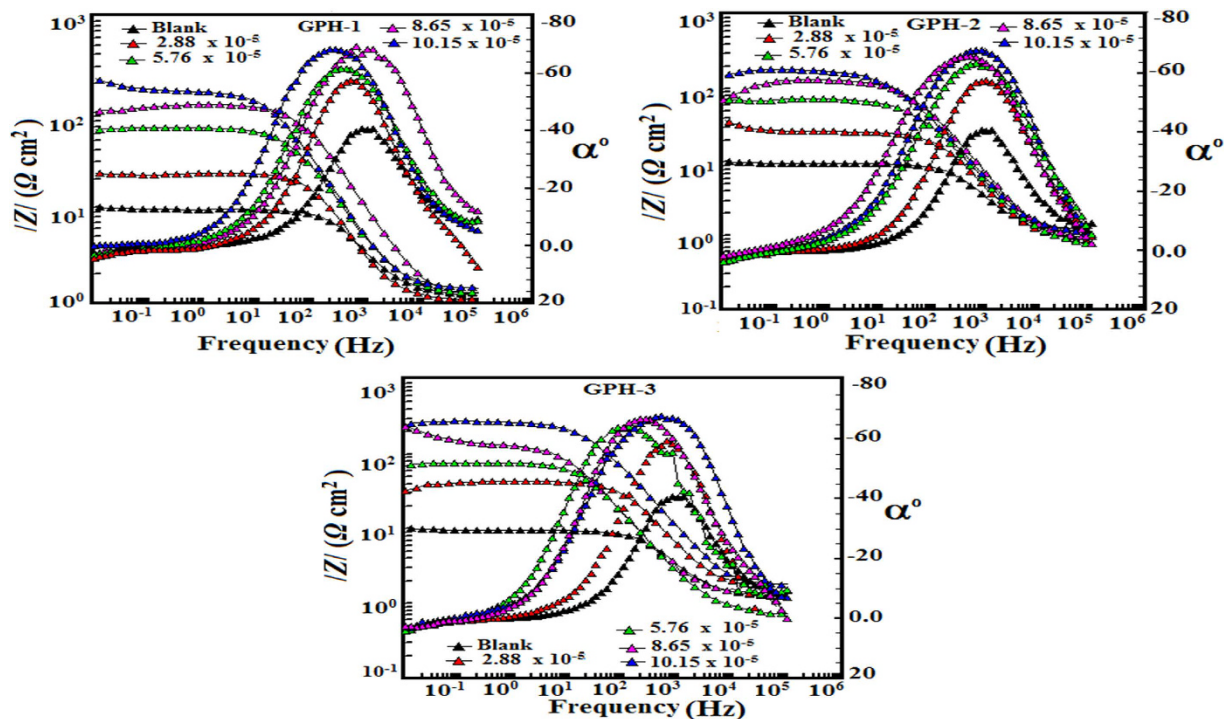 GPH-1
Blank
2.88 x 10-5
5.76 x 10-5
8.65 x 10-5
10.15 x 10-5
10³
10²
10¹
10⁰
/Z/ (Ω cm²)
-80
-60
-40
-20
0.0
20
α°
10-1 10⁰ 10¹ 10² 10³ 10⁴ 10⁵ 10⁶
Frequency (Hz)
GPH-2
Blank
2.88 x 10-5
5.76 x 10-5
8.65 x 10-5
10.15 x 10-5
10³
10²
10¹
10⁰
10-1
/Z/ (Ω cm²)
-80
-60
-40
-20
0.0
20
α°
10-1 10⁰ 10¹ 10² 10³ 10⁴ 10⁵ 10⁶
Frequency (Hz)
GPH-3
10³
10²
10¹
10⁰
10-1
/Z/ (Ω cm²)
-80
-60
-40
-20
0.0
20
α°
Blank
2.88 x 10-5
5.76 x 10-5
8.65 x 10-5
10.15 x 10-5
10-1 10⁰ 10¹ 10² 10³ 10⁴ 10⁵ 10⁶
Frequency (Hz)